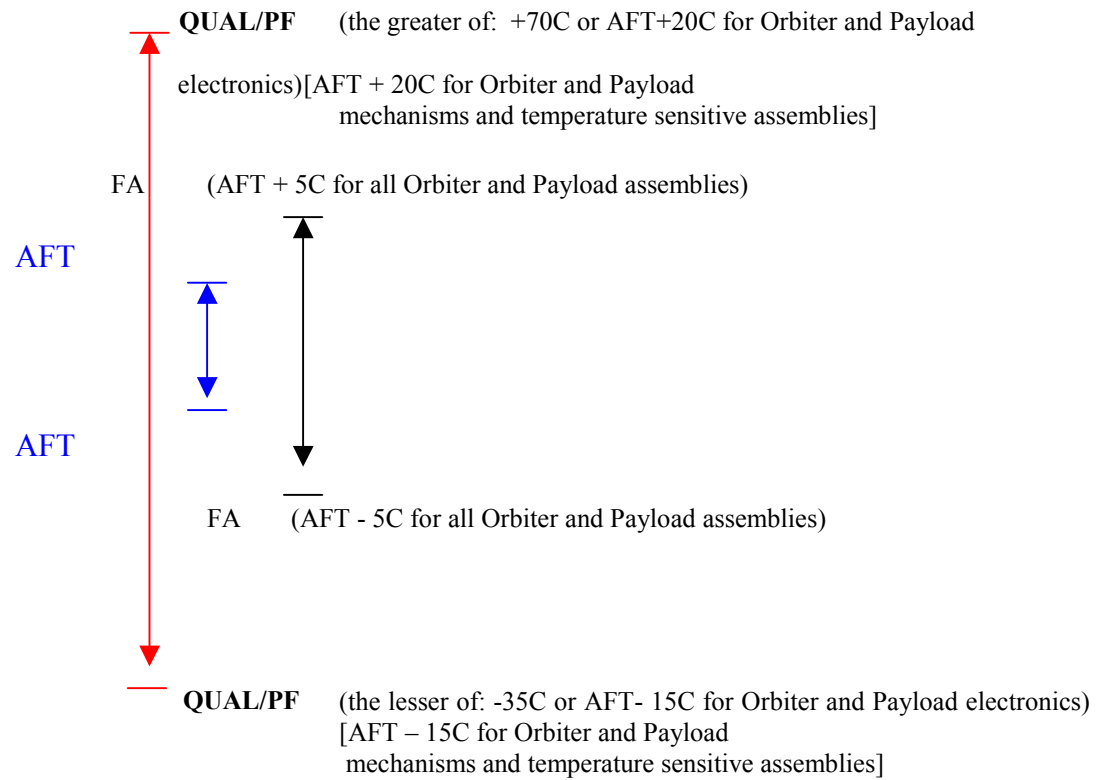 QUAL/PF (the greater of: +70C or AFT+20C for Orbiter and Payload
electronics)[AFT + 20C for Orbiter and Payload
mechanisms and temperature sensitive assemblies]
FA (AFT + 5C for all Orbiter and Payload assemblies)
AFT
AFT
FA (AFT - 5C for all Orbiter and Payload assemblies)
QUAL/PF (the lesser of: -35C or AFT- 15C for Orbiter and Payload electronics)
[AFT – 15C for Orbiter and Payload
mechanisms and temperature sensitive assemblies]